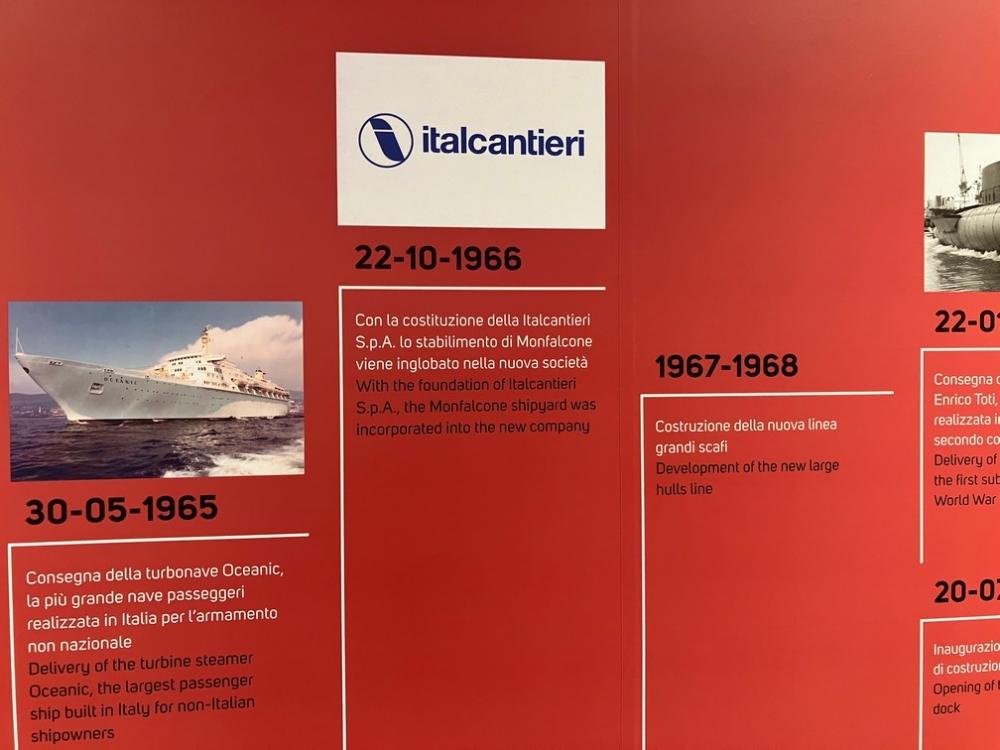 OCEANIC
30-05-1965
Consegna della turbonave Oceanic,
la più grande nave passeggeri
realizzata in Italia per l'armamento
non nazionale
Delivery of the turbine steamer
Oceanic, the largest passenger
ship built in Italy for non-Italian
shipowners
italcantieri
22-10-1966
Con la costituzione della Italcantieri
S.p.A. lo stabilimento di Monfalcone
viene inglobato nella nuova società
With the foundation of Italcantieri
S.p.A., the Monfalcone shipyard was
incorporated into the new company
1967-1968
Costruzione della nuova linea
grandi scafi
Development of the new large
hulls line
22-0
Consegna
Enrico Toti,
realizzata
secondo
Delivery of
the first
World War
20-0
di
Opening of
dock